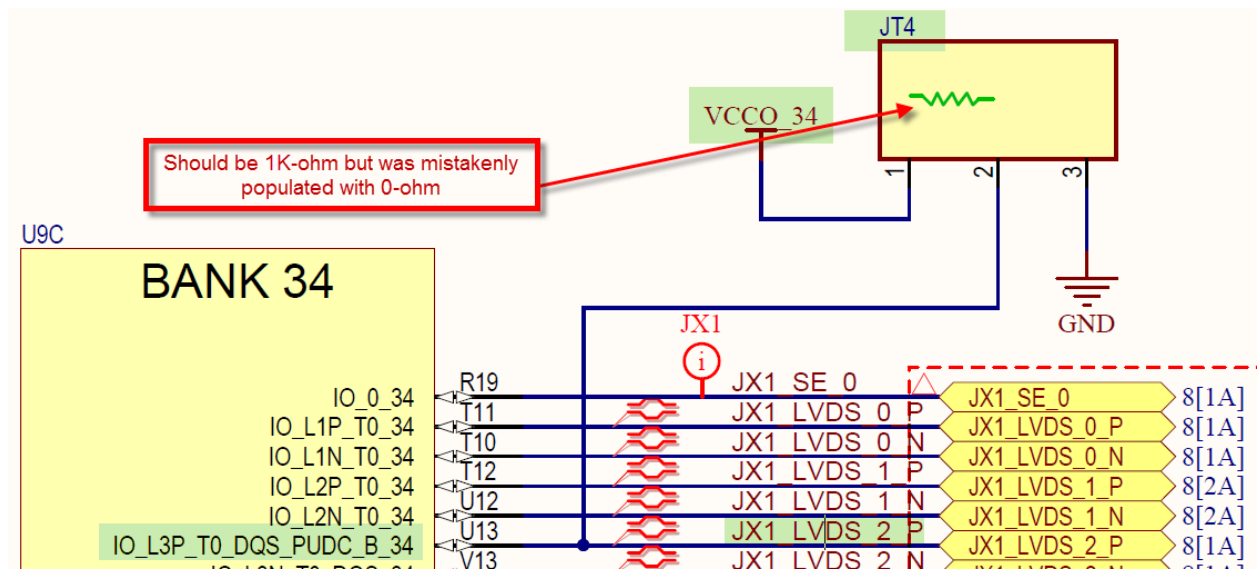 JT4
VCCO_34
Should be 1K-ohm but was mistakenly
populated with 0-ohm
1
2
3
U9C
BANK 34
GND
JX1
i
IO_0_34 R19 JX1_SE_0 JX1_SE_0 8[1A]
IO_L1P_T0_34 T11 JX1_LVDS_0_P JX1_LVDS_0_P 8[1A]
IO_L1N_T0_34 T10 JX1_LVDS_0_N JX1_LVDS_0_N 8[1A]
IO_L2P_T0_34 T12 JX1_LVDS_1_P JX1_LVDS_1_P 8[2A]
IO_L2N_T0_34 U12 JX1_LVDS_1_N JX1_LVDS_1_N 8[2A]
IO_L3P_T0_DQS_PUDC_B_34 U13 JX1_LVDS_2_P JX1_LVDS_2_P 8[1A]
V13 JX1_LVDS_2_N